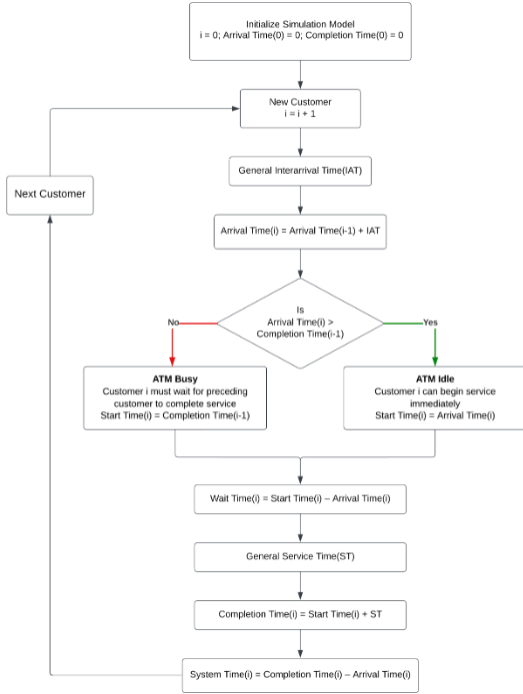 Initialize Simulation Model
i = 0; Arrival Time(0) = 0; Completion Time(0) = 0
New Customer
i = i + 1
General Interarrival Time(IAT)
Next Customer
Arrival Time(i) = Arrival Time(i-1) + IAT
Is
Arrival Time(i) >
Completion Time(i-1)
No
Yes
ATM Busy
Customer i must wait for preceding
customer to complete service
Start Time(i) = Completion Time(i-1)
ATM Idle
Customer i can begin service
immediately
Start Time(i) = Arrival Time(i)
Wait Time(i) = Start Time(i) – Arrival Time(i)
General Service Time(ST)
Completion Time(i) = Start Time(i) + ST
System Time(i) = Completion Time(i) – Arrival Time(i)